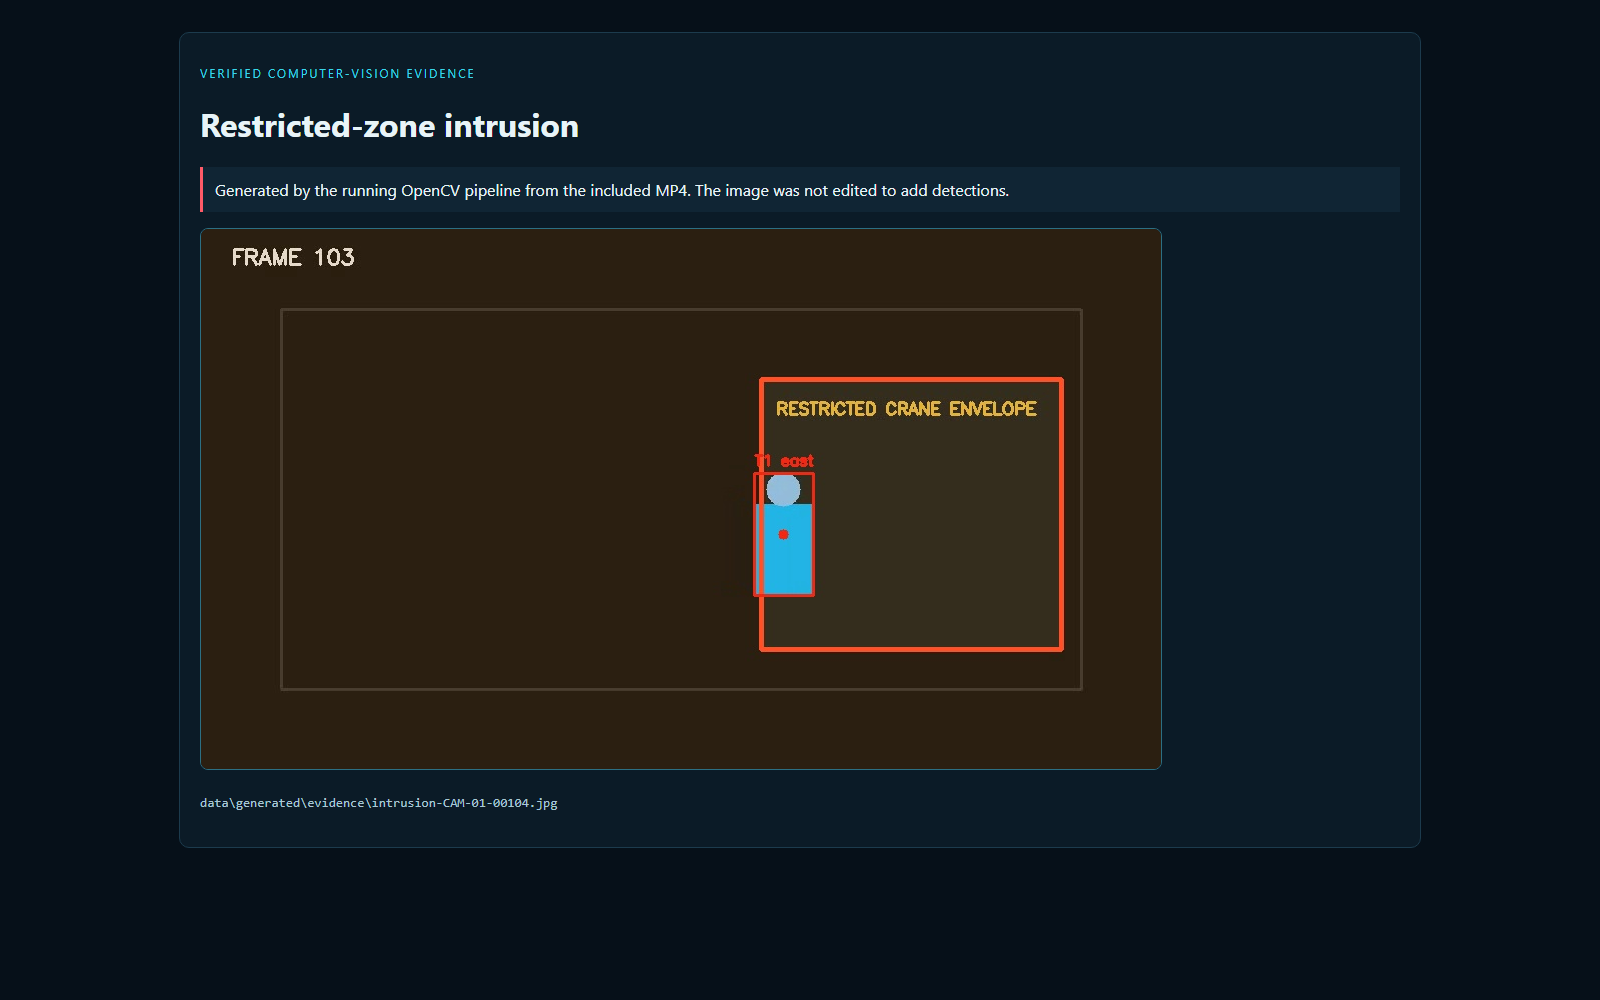 VERIFIED COMPUTER-VISION EVIDENCE
Restricted-zone intrusion
Generated by the running OpenCV pipeline from the included MP4. The image was not edited to add detections.
FRAME 103
RESTRICTED CRANE ENVELOPE
T1 east
data\generated\evidence\intrusion-CAM-01-00104.jpg